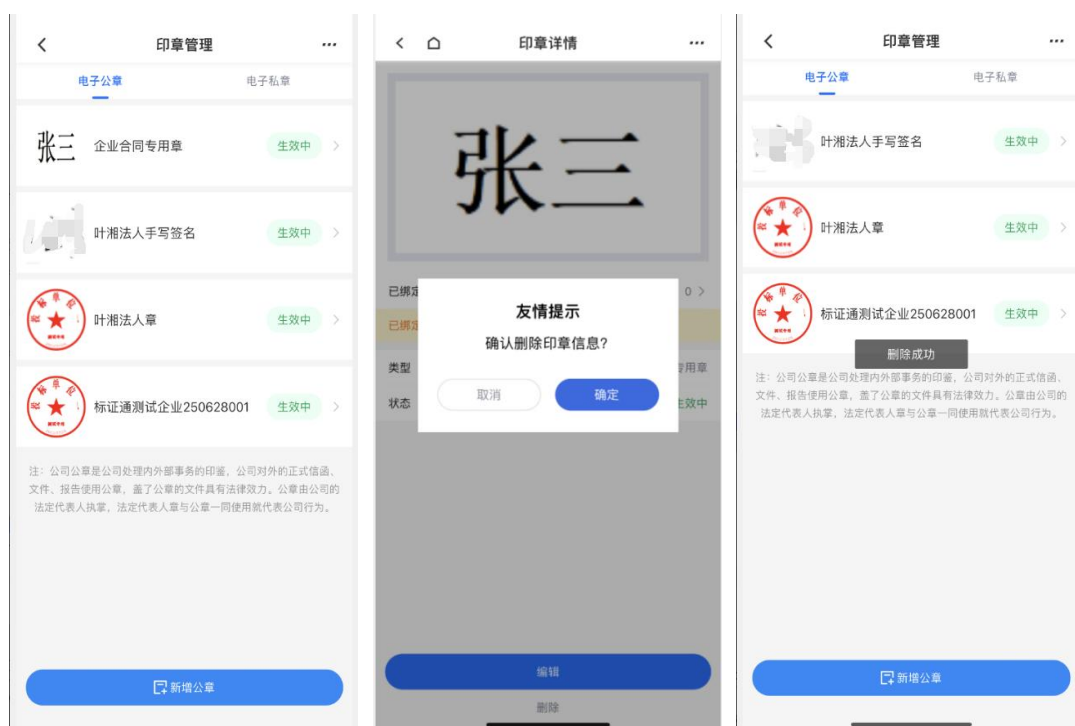 印章管理
电子公章
电子私章
张三
企业合同专用章
生效中
叶湘法人手写签名
生效中
叶湘法人章
生效中
标证通测试企业250628001
生效中
注：公司公章是公司处理内外部事务的印鉴，公司对外的正式信函、
文件、报告使用公章，盖了公章的文件具有法律效力。公章由公司的
法定代表人执掌，法定代表人章与公章一同使用就代表公司行为。
新增公章
印章详情
张三
已绑定
0
已绑定
友情提示
确认删除印章信息?
取消
确定
类型
专用章
状态
生效中
编辑
删除
印章管理
电子公章
电子私章
叶湘法人手写签名
生效中
叶湘法人章
生效中
标证通测试企业250628001
生效中
删除成功
注：公司公章是公司处理内外部事务的印鉴，公司对外的正式信函、
文件、报告使用公章，盖了公章的文件具有法律效力。公章由公司的
法定代表人执掌，法定代表人章与公章一同使用就代表公司行为。
新增公章